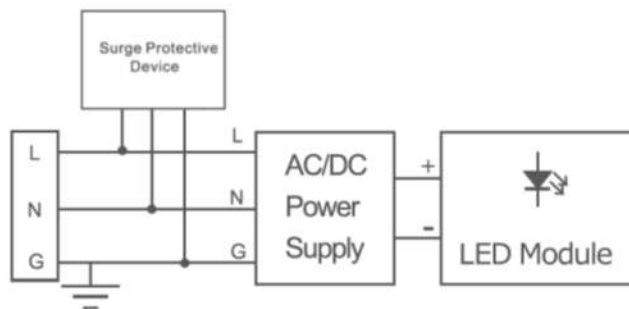 Surge Protective
Device
L
N
G
L
N
G
AC/DC
Power
Supply
+
-
LED Module